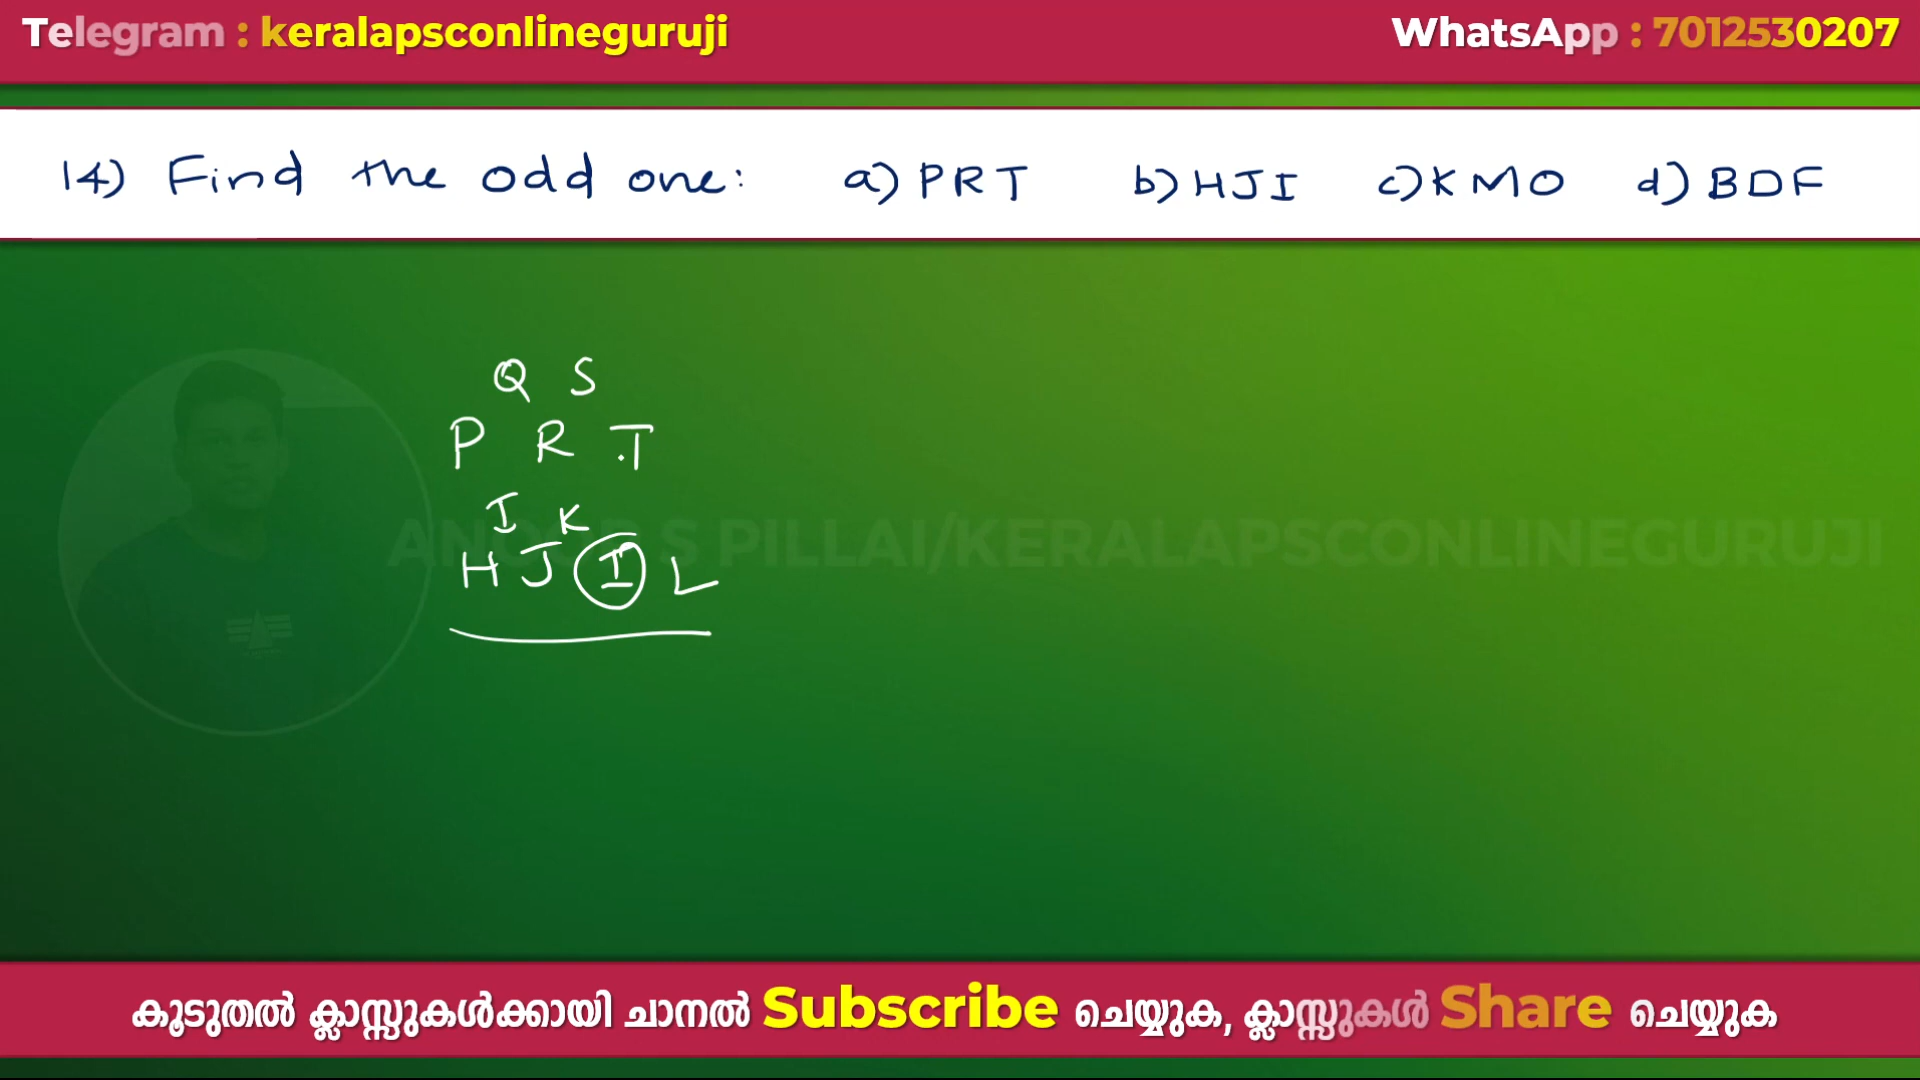 Telegram : keralapsconlineguruji
WhatsApp : 7012530207
14) Find the odd one: a) PRT b) HJI c) KMO d) BDF
Q S
P R T
I K
H J I L
S PILLAI/KERALAPSCONLINEGURUJI
കൂടുതൽ ക്ലാസ്സുകൾക്കായി ചാനൽ Subscribe ചെയ്യുക, ക്ലാസ്സുകൾ Share ചെയ്യുക